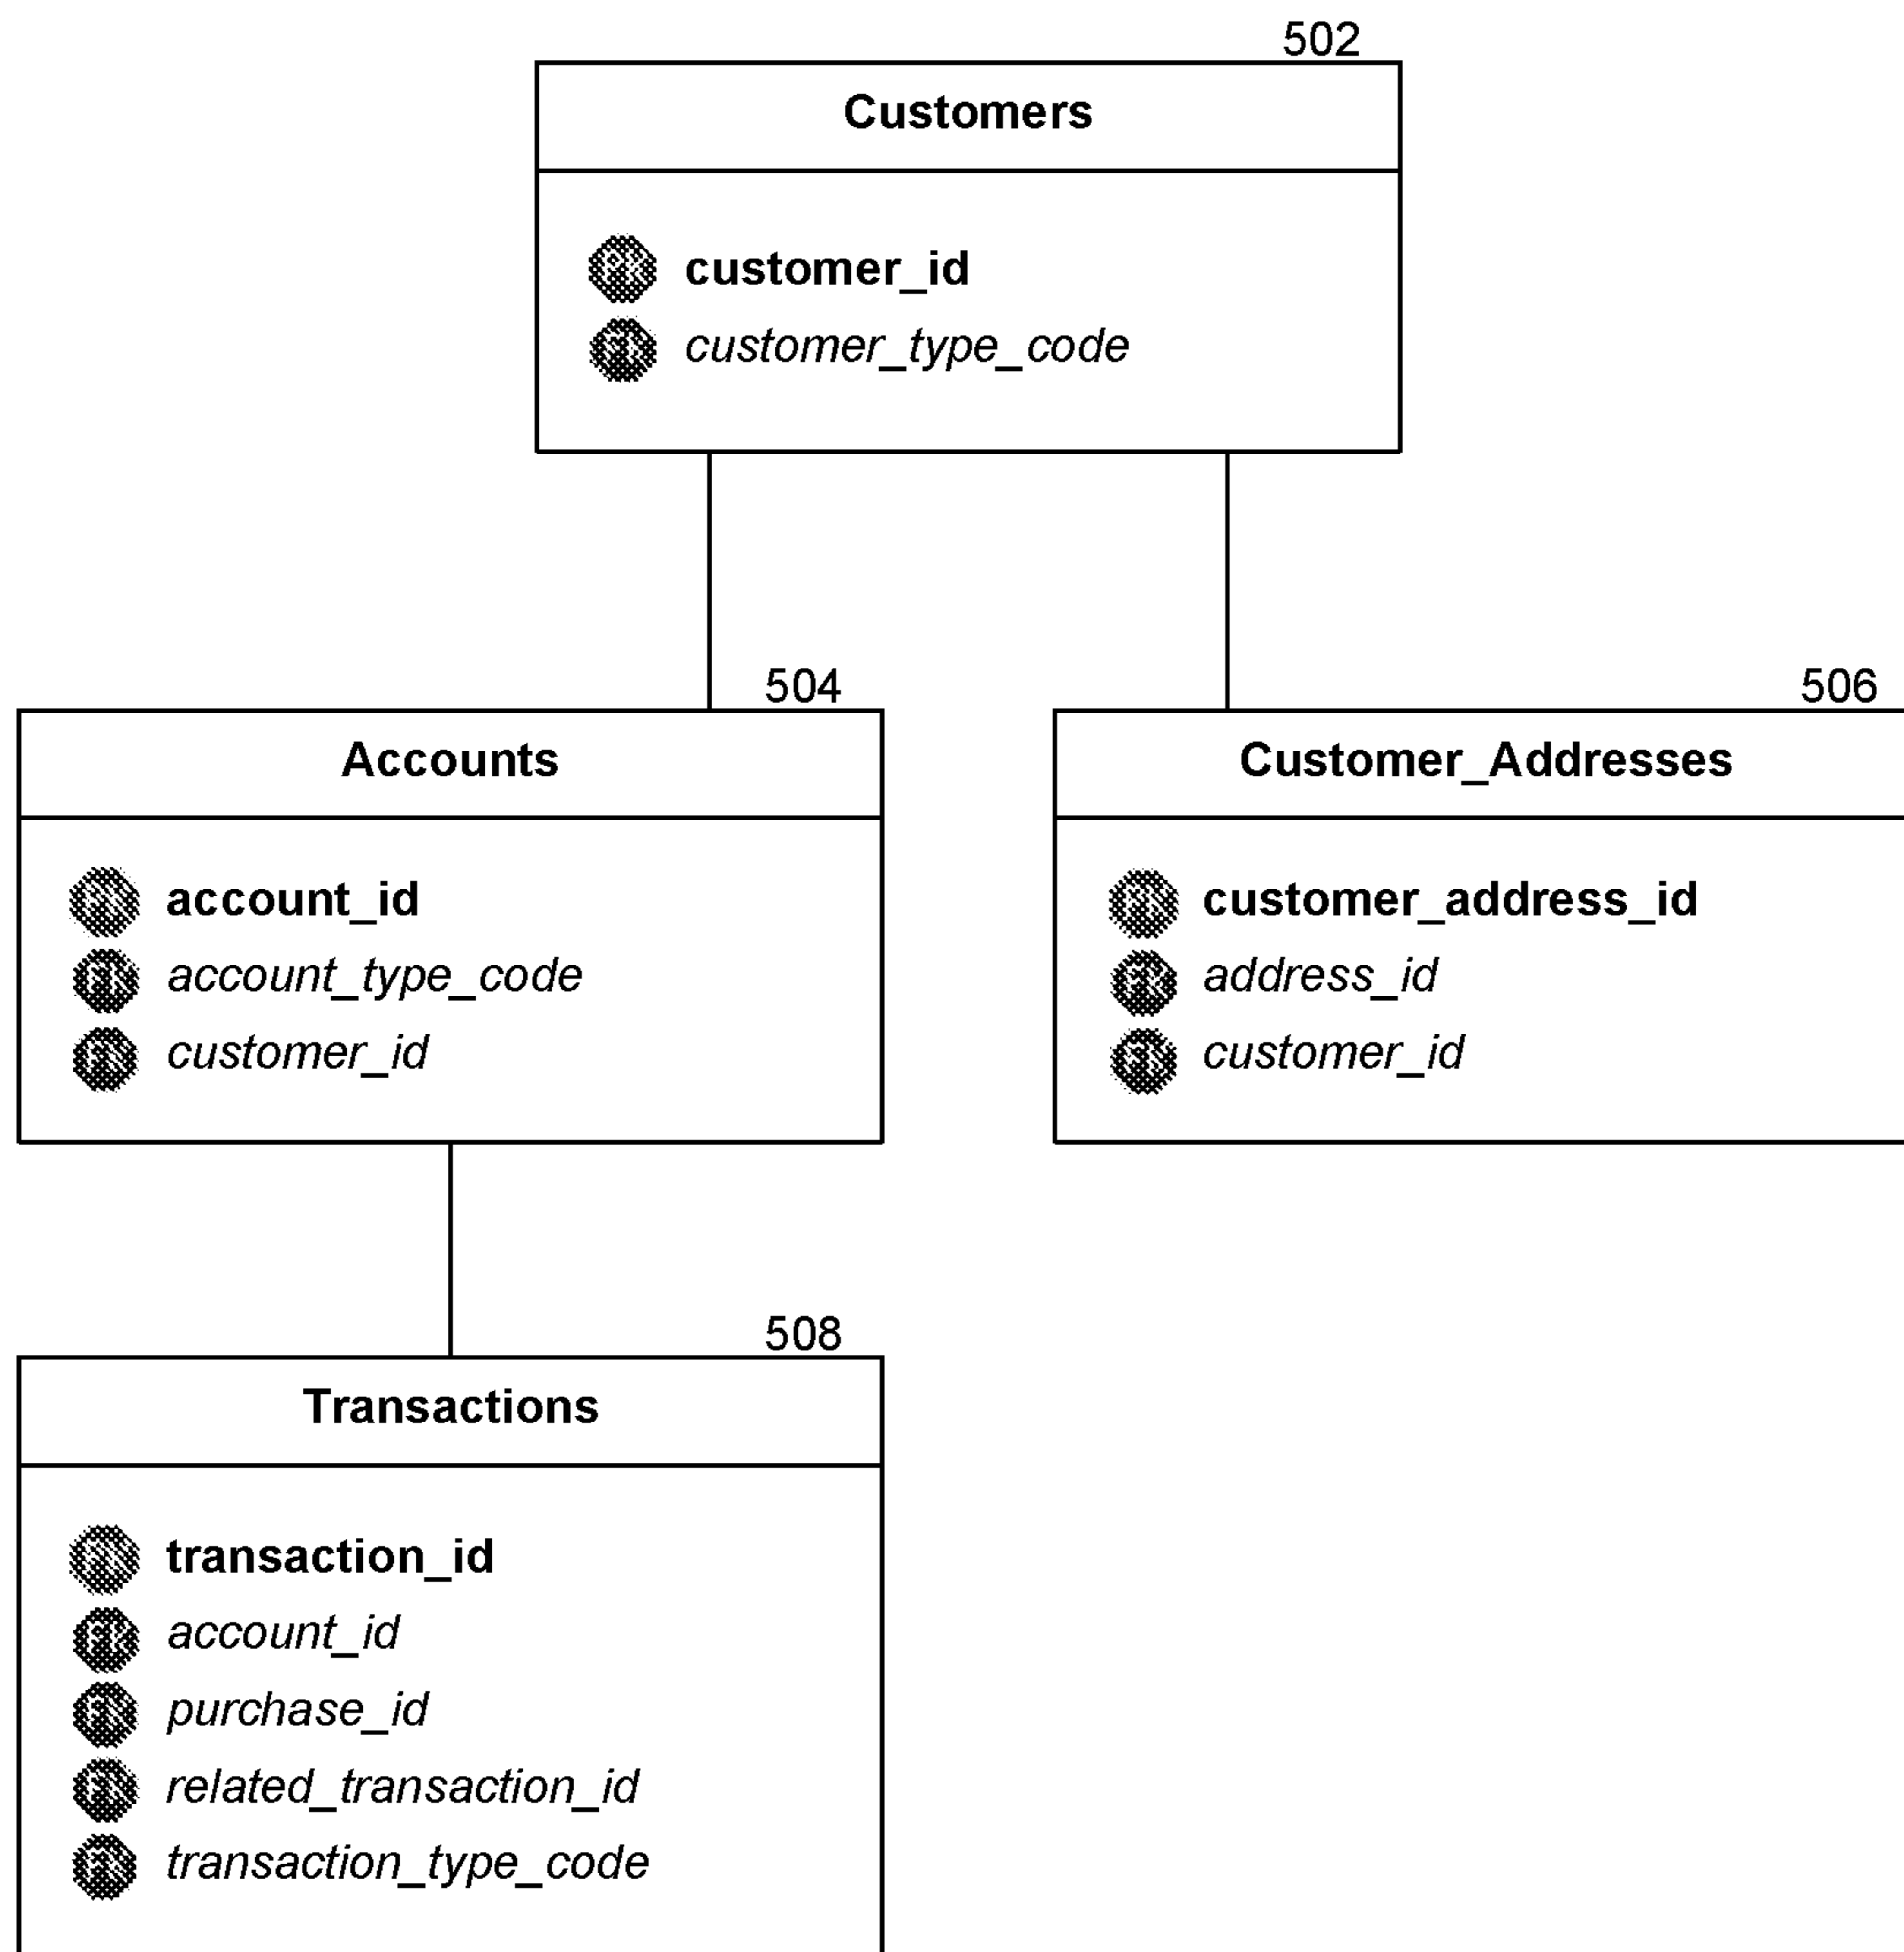 502
Customers
customer_id
customer_type_code
504
Accounts
account_id
account_type_code
customer_id
506
Customer_Addresses
customer_address_id
address_id
customer_id
508
Transactions
transaction_id
account_id
purchase_id
related_transaction_id
transaction_type_code